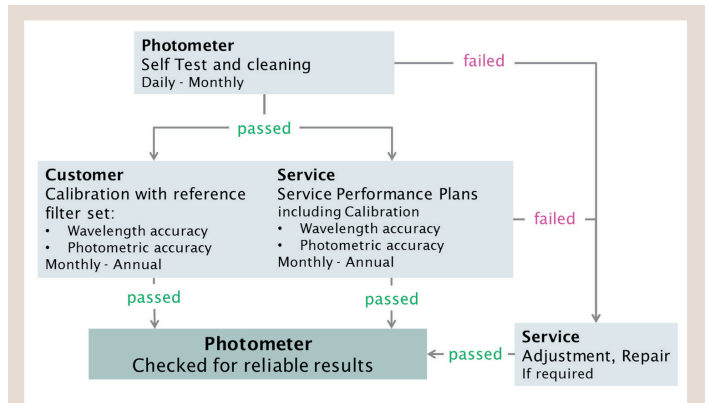 Photometer
Self Test and cleaning
Daily - Monthly
failed
passed
Customer
Calibration with reference
filter set:
• Wavelength accuracy
• Photometric accuracy
Monthly - Annual
Service
Service Performance Plans
including Calibration
• Wavelength accuracy
• Photometric accuracy
Monthly - Annual
failed
passed
passed
Photometer
Checked for reliable results
passed
Service
Adjustment, Repair
If required